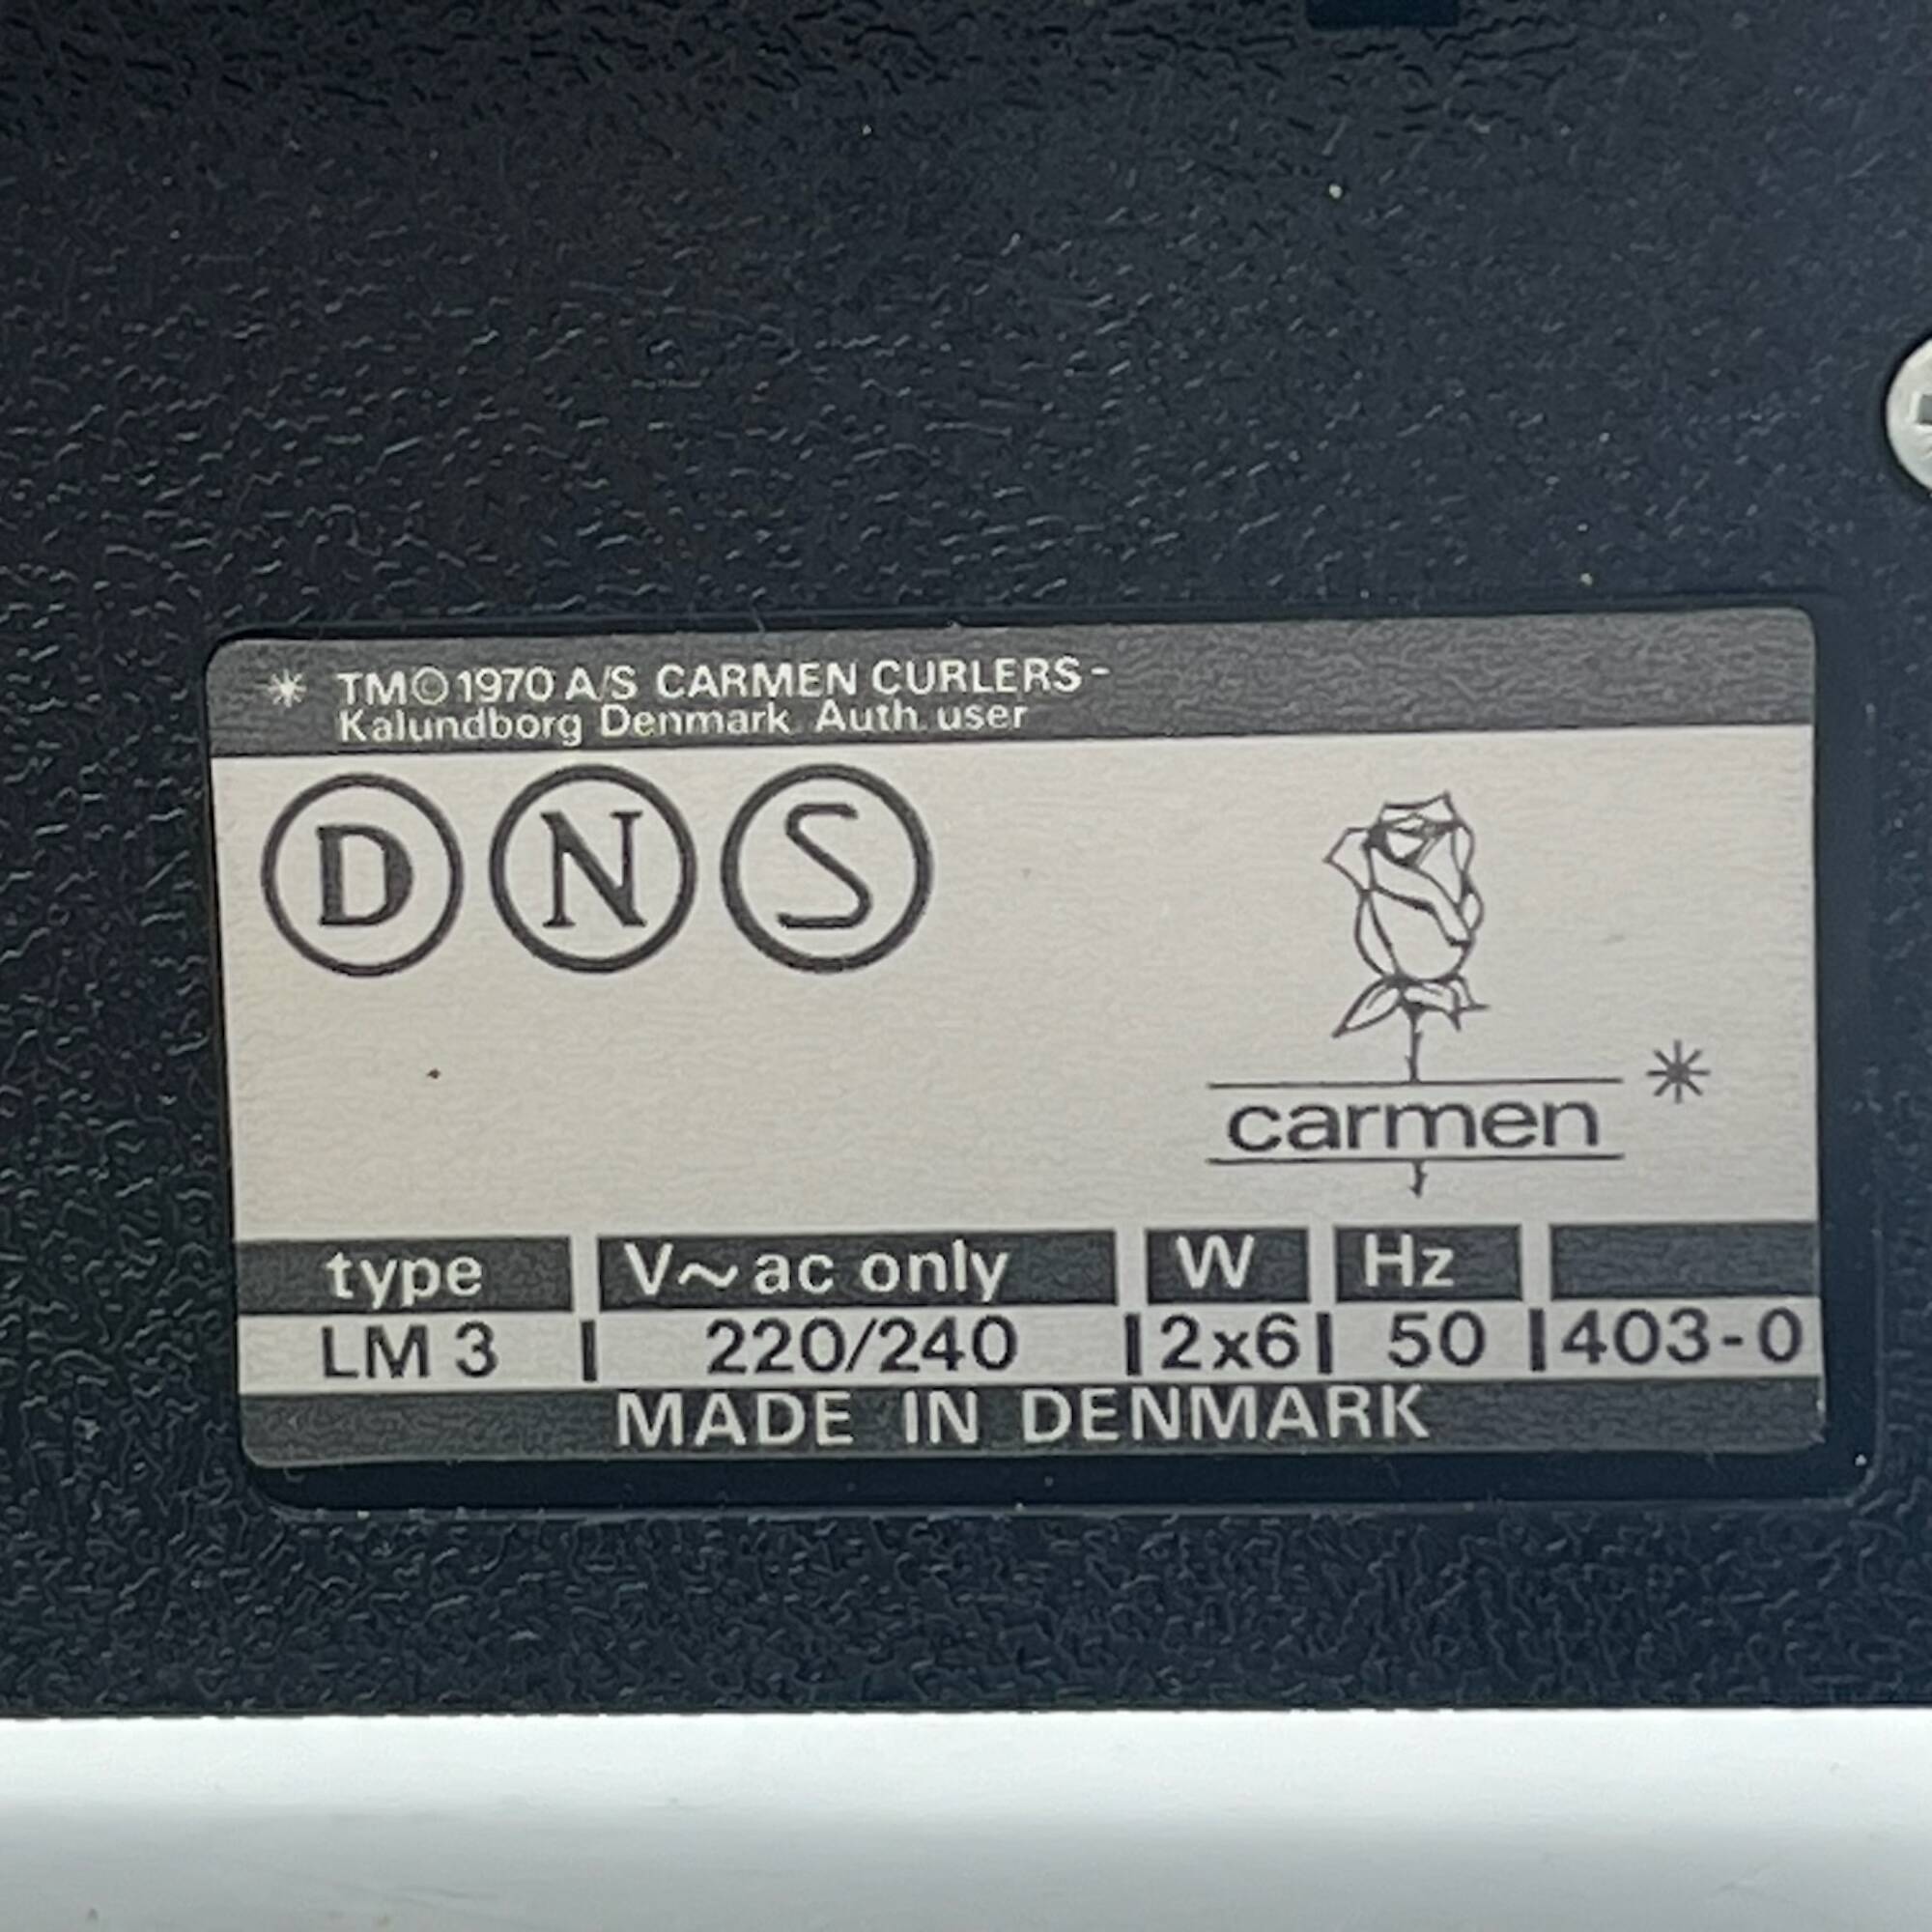 * TM©1970 A/S CARMEN CURLERS-
Kalundborg Denmark Auth. user
D N S
carmen *
type V~ac only W Hz
LM 3 220/240 2x6 50 403-0
MADE IN DENMARK